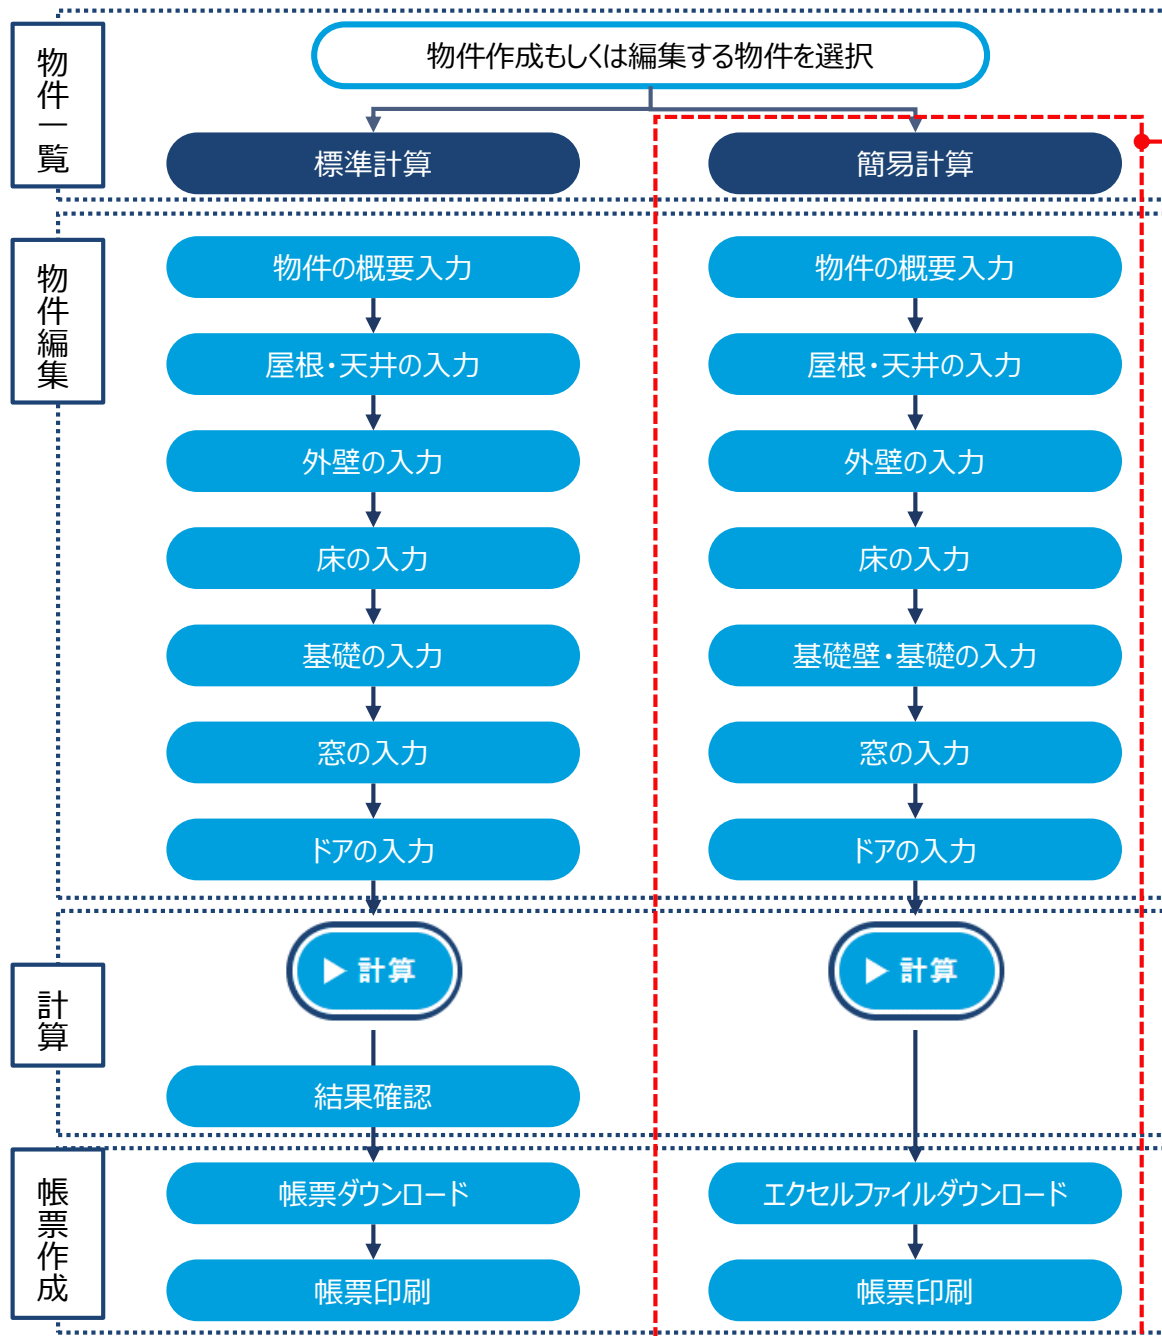 物件一覧
物件作成もしくは編集する物件を選択
標準計算
簡易計算
物件編集
物件の概要入力
物件の概要入力
屋根・天井の入力
屋根・天井の入力
外壁の入力
外壁の入力
床の入力
床の入力
基礎の入力
基礎壁・基礎の入力
窓の入力
窓の入力
ドアの入力
ドアの入力
計算
▶ 計算
▶ 計算
結果確認
帳票作成
帳票ダウンロード
エクセルファイルダウンロード
帳票印刷
帳票印刷